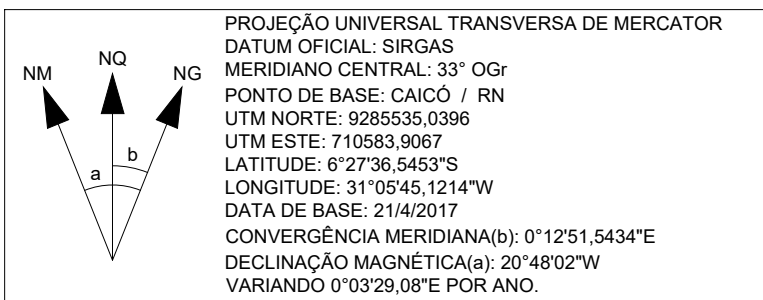 NM
NQ
NG
a
b
PROJEÇÃO UNIVERSAL TRANSVERSA DE MERCATOR
DATUM OFICIAL: SIRGAS
MERIDIANO CENTRAL: 33° OGr
PONTO DE BASE: CAICÓ / RN
UTM NORTE: 9285535,0396
UTM ESTE: 710583,9067
LATITUDE: 6°27'36,5453"S
LONGITUDE: 31°05'45,1214"W
DATA DE BASE: 21/4/2017
CONVERGÊNCIA MERIDIANA(b): 0°12'51,5434"E
DECLINAÇÃO MAGNÉTICA(a): 20°48'02"W
VARIANDO 0°03'29,08"E POR ANO.